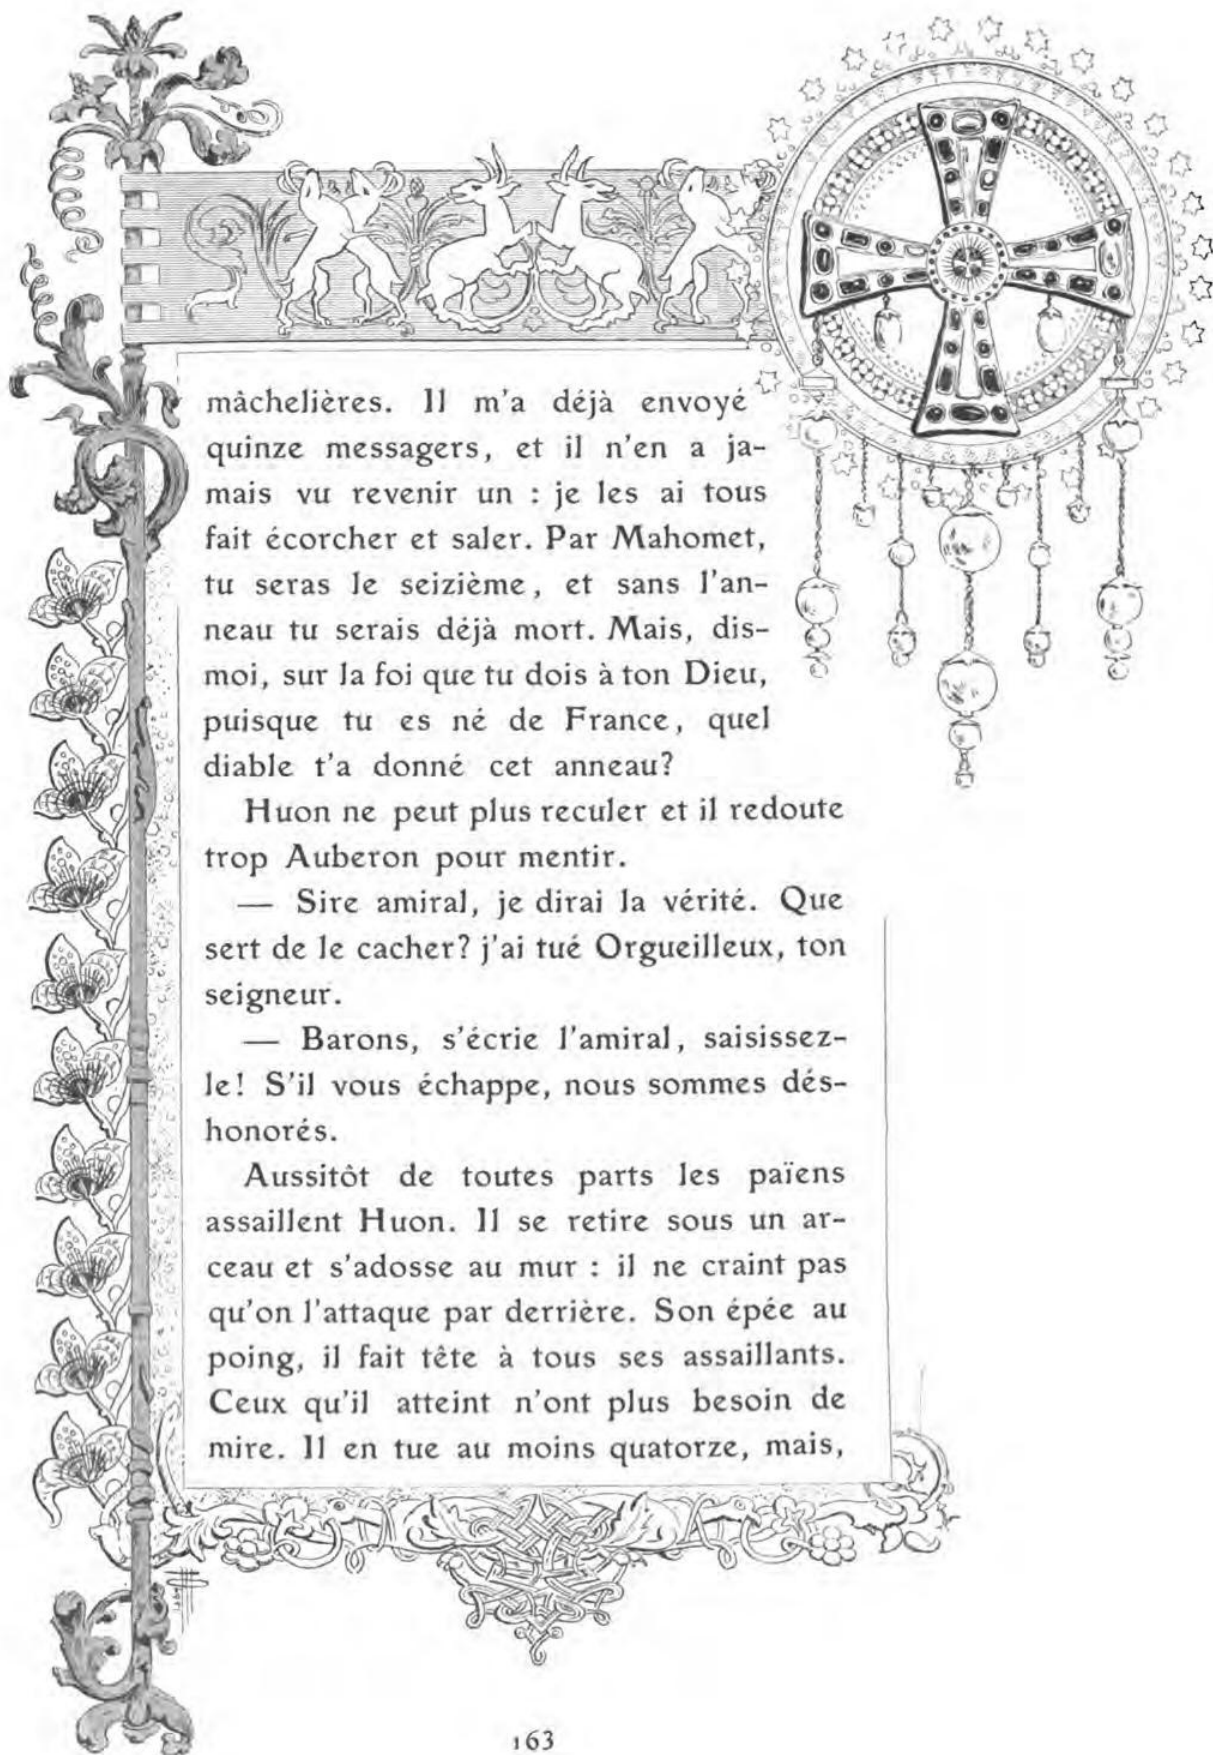 mâchelières. Il m'a déjà envoyé
quinze messagers, et il n'en a ja-
mais vu revenir un : je les ai tous
fait écorcher et saler. Par Mahomet,
tu seras le seizième, et sans l'an-
neau tu serais déjà mort. Mais, dis-
moi, sur la foi que tu dois à ton Dieu,
puisque tu es né de France, quel
diable t'a donné cet anneau?
Huon ne peut plus reculer et il redoute
trop Auberon pour mentir.
— Sire amiral, je dirai la vérité. Que
sert de le cacher? j'ai tué Orgueilleux, ton
seigneur.
— Barons, s'écrie l'amiral, saisissez-
le! S'il vous échappe, nous sommes dés-
honorés.
Aussitôt de toutes parts les païens
assaillent Huon. Il se retire sous un ar-
ceau et s'adosse au mur : il ne craint pas
qu'on l'attaque par derrière. Son épée au
poing, il fait tête à tous ses assaillants.
Ceux qu'il atteint n'ont plus besoin de
mire. Il en tue au moins quatorze, mais,
163